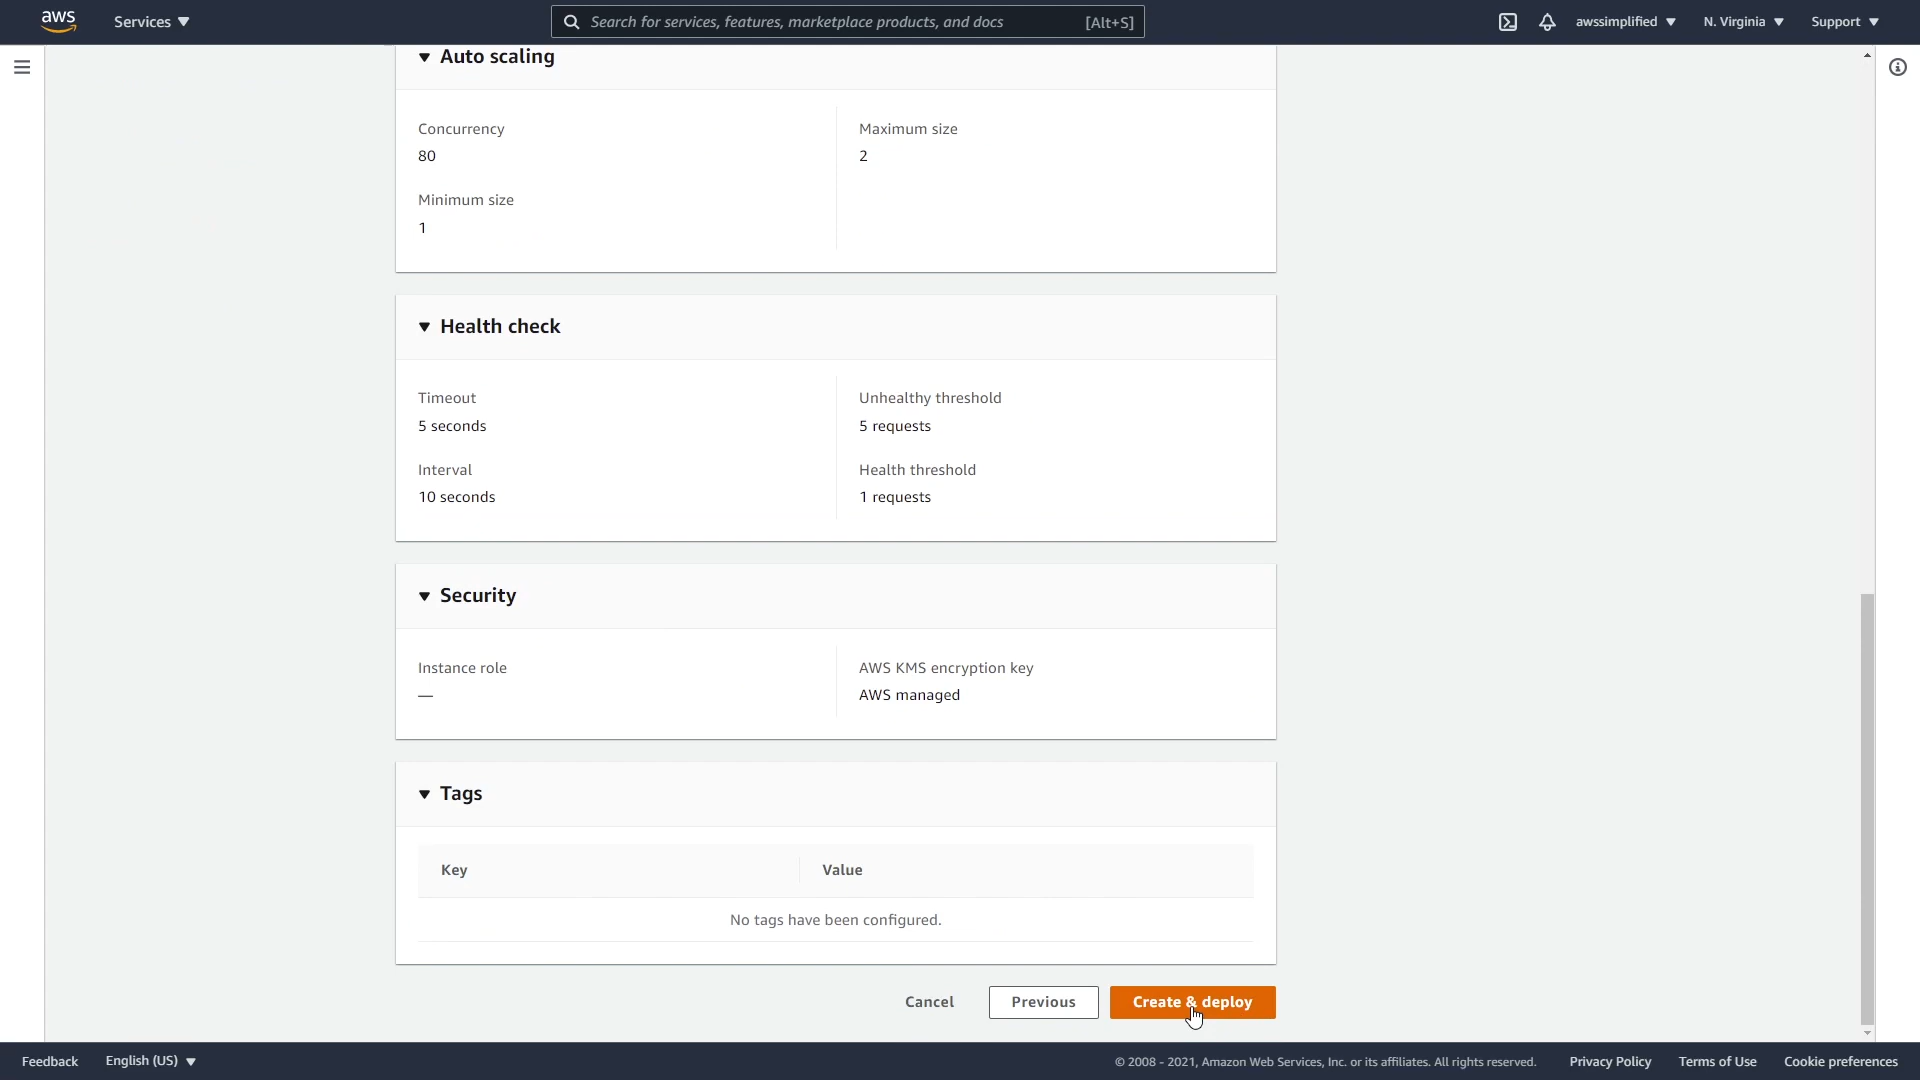 aws
Services
Search for services, features, marketplace products, and docs
[Alt+S]
awssimplified
N. Virginia
Support
Auto scaling
Concurrency
80
Maximum size
2
Minimum size
1
Health check
Timeout
5 seconds
Unhealthy threshold
5 requests
Interval
10 seconds
Health threshold
1 requests
Security
Instance role
—
AWS KMS encryption key
AWS managed
Tags
Key
Value
No tags have been configured.
Cancel
Previous
Create & deploy
Feedback
English (US)
© 2008 - 2021, Amazon Web Services, Inc. or its affiliates. All rights reserved.
Privacy Policy
Terms of Use
Cookie preferences